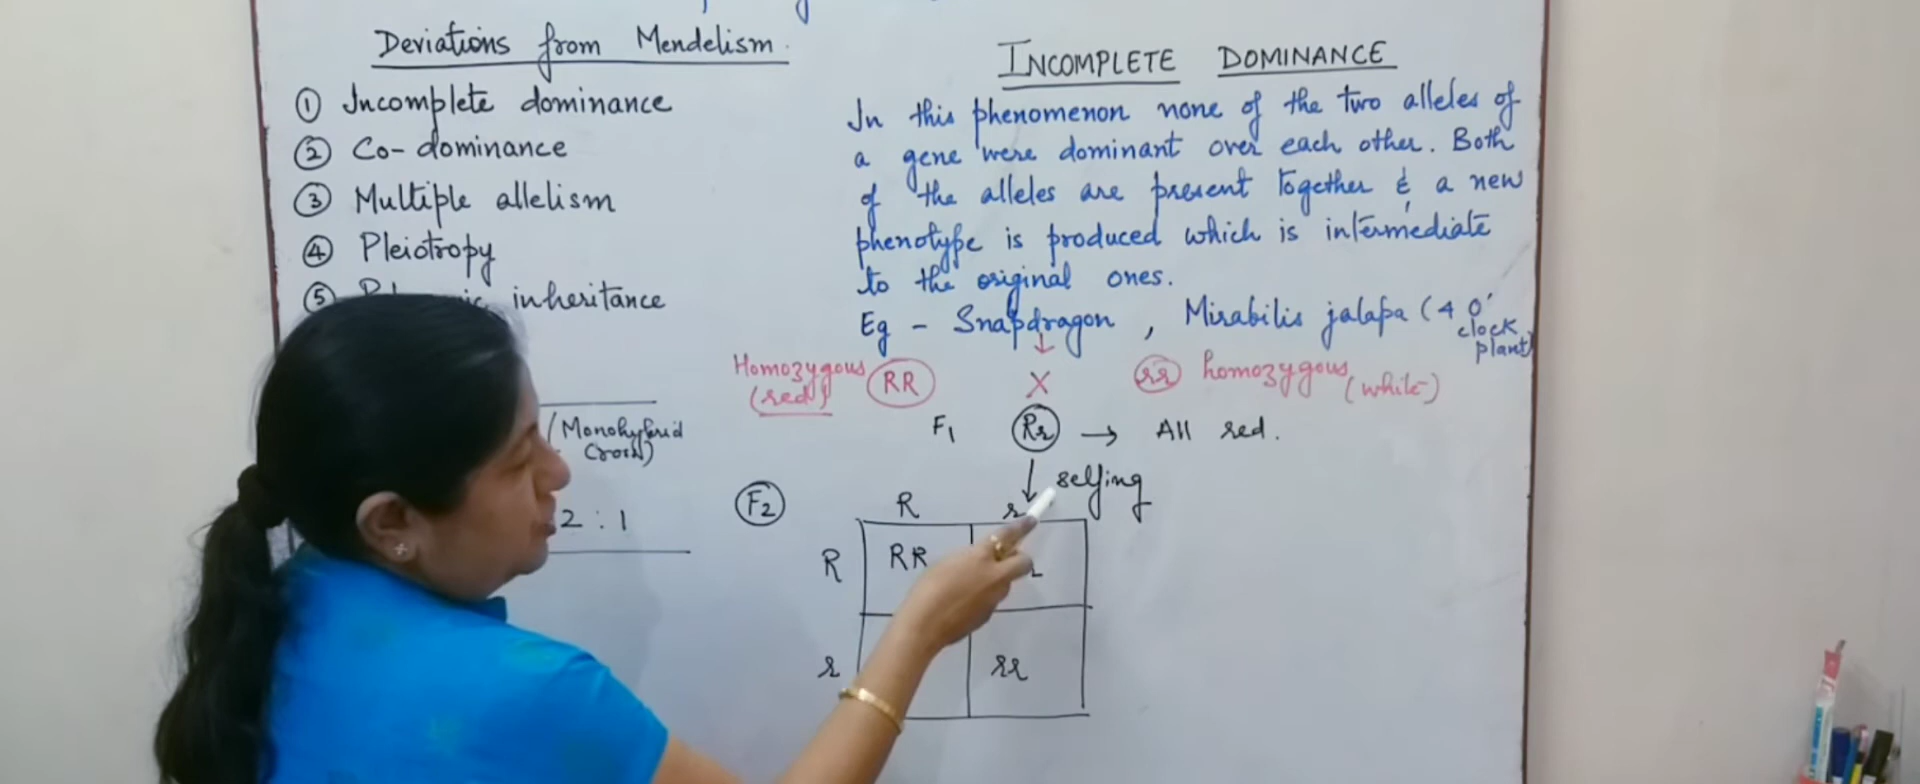 Deviations from Mendelism.
① Incomplete dominance
② Co-dominance
③ Multiple allelism
④ Pleiotropy
⑤ inheritance
(Monohybrid
Cross)
2 : 1
INCOMPLETE DOMINANCE
In this phenomenon none of the two alleles of
a gene were dominant over each other. Both
of the alleles are present together & a new
phenotype is produced which is intermediate
to the original ones.
Eg - Snapdragon, Mirabilis jalapa (4 O'
clock
plant)
↓
Homozygous RR X rr homozygous (white)
(red)
F1 Rr → All red.
↓ selfing
F2
R r
R RR
r rr